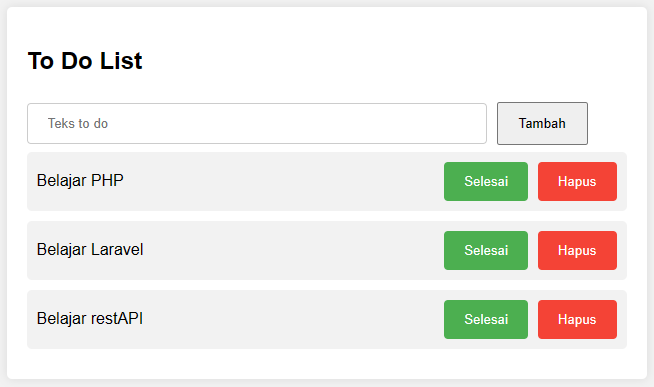 To Do List
Teks to do
Tambah
Belajar PHP
Selesai
Hapus
Belajar Laravel
Selesai
Hapus
Belajar restAPI
Selesai
Hapus